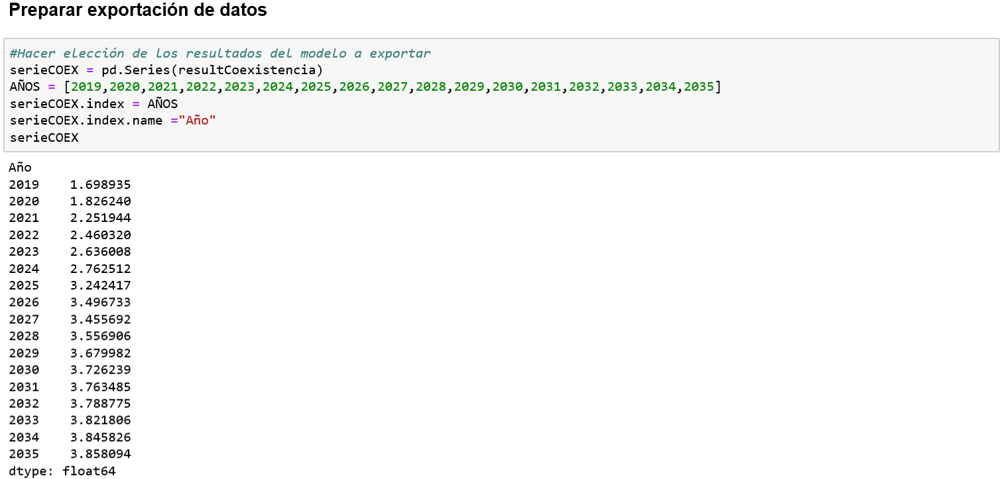 Preparar exportación de datos
#Hacer elección de los resultados del modelo a exportar
serieCOEX = pd.Series(resultCoexistencia)
AÑOS = [2019,2020,2021,2022,2023,2024,2025,2026,2027,2028,2029,2030,2031,2032,2033,2034,2035]
serieCOEX.index = AÑOS
serieCOEX.index.name ="Año"
serieCOEX
Año
2019    1.698935
2020    1.826240
2021    2.251944
2022    2.460320
2023    2.636008
2024    2.762512
2025    3.242417
2026    3.496733
2027    3.455692
2028    3.556906
2029    3.679982
2030    3.726239
2031    3.763485
2032    3.788775
2033    3.821806
2034    3.845826
2035    3.858094
dtype: float64